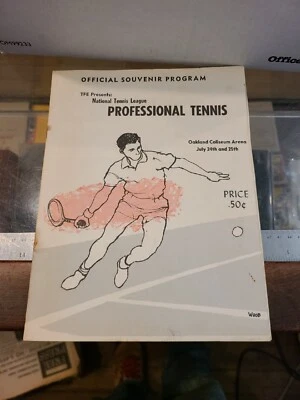 OFFICIAL SOUVENIR PROGRAM
TPE Presents:
National Tennis League
PROFESSIONAL TENNIS
Oakland Coliseum Arena
July 24th and 25th
PRICE
.50¢
WOOD